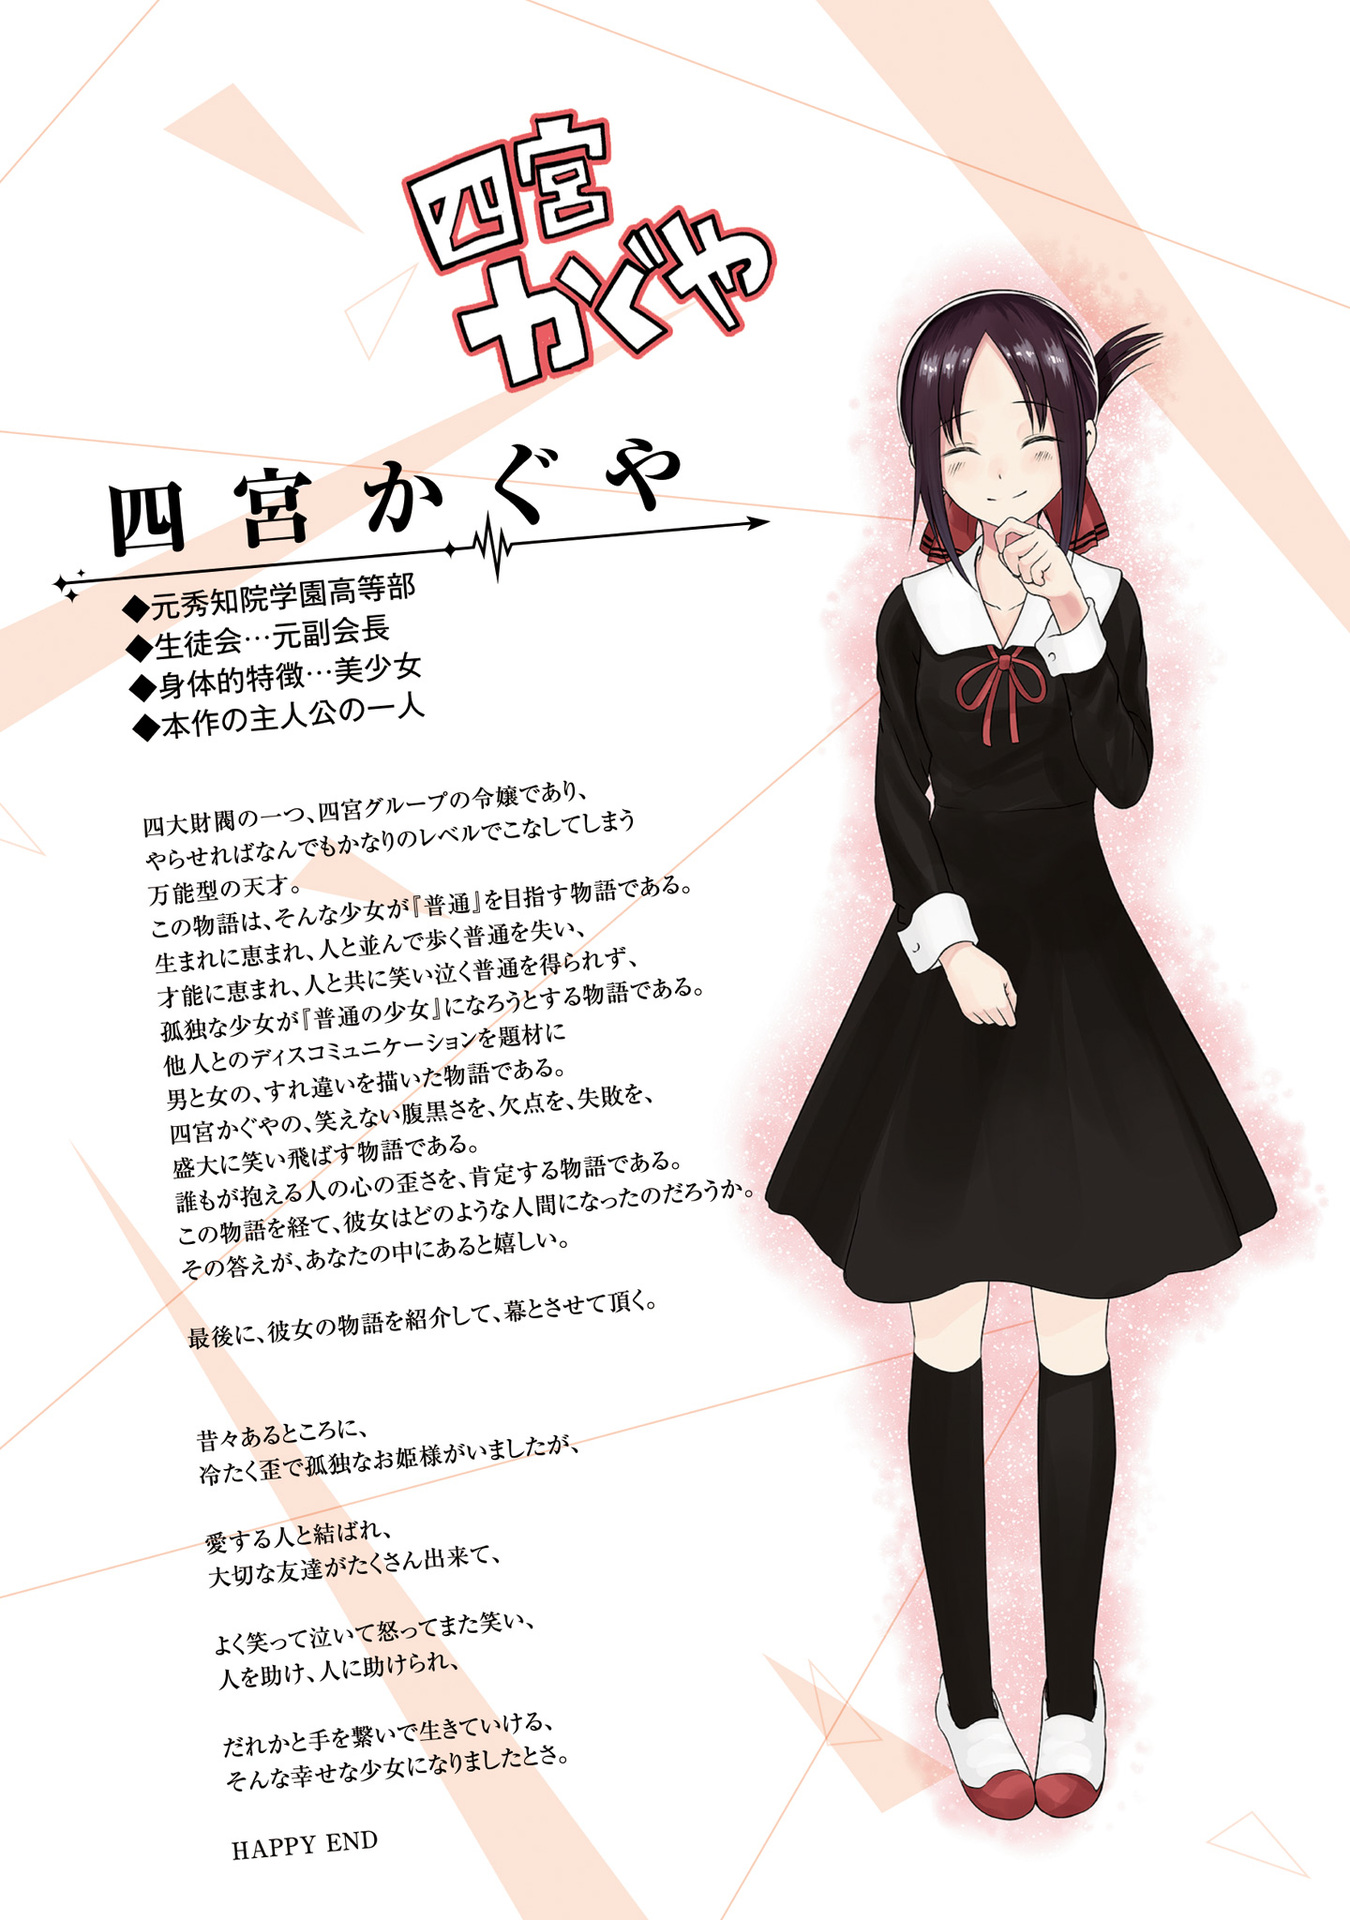 四宮
かぐや
四宮かぐや
◆元秀知院学園高等部
◆生徒会…元副会長
◆身体的特徴…美少女
◆本作の主人公の一人
四大財閥の一つ、四宮グループの令嬢であり、
やらせればなんでもかなりのレベルでこなしてしまう
万能型の天才。
この物語は、そんな少女が『普通』を目指す物語である。
生まれに恵まれ、人と並んで歩く普通を失い、
才能に恵まれ、人と共に笑い泣く普通を得られず、
孤独な少女が『普通の少女』になろうとする物語である。
他人とのディスコミュニケーションを題材に
男と女の、すれ違いを描いた物語である。
四宮かぐやの、笑えない腹黒さを、欠点を、失敗を、
盛大に笑い飛ばす物語である。
誰もが抱える人の心の歪さを、肯定する物語である。
この物語を経て、彼女はどのような人間になったのだろうか。
その答えが、あなたの中にあると嬉しい。
最後に、彼女の物語を紹介して、幕とさせて頂く。
昔々あるところに、
冷たく歪で孤独なお姫様がいましたが、
愛する人と結ばれ、
大切な友達がたくさん出来て、
よく笑って泣いて怒ってまた笑い、
人を助け、人に助けられ、
だれかと手を繋いで生きていける、
そんな幸せな少女になりましたとさ。
HAPPY END